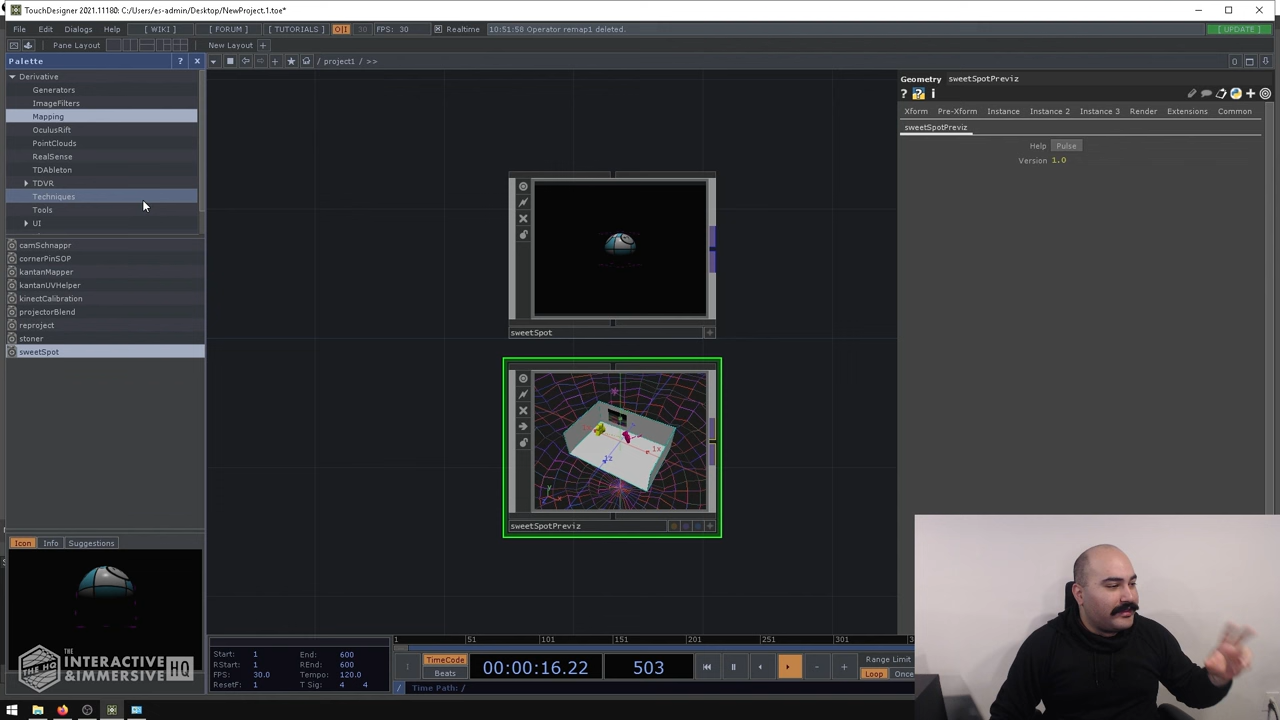 TouchDesigner 2021.11180: C:/Users/es-admin/Desktop/NewProject.1.toe*
File Edit Dialogs Help [ WIKI ] [ FORUM ] [ TUTORIALS ] O|I 30 FPS: 30 Realtime 10:51:58 Operator remap1 deleted. [ UPDATE ]
Pane Layout New Layout +
Palette ? x
/ project1 / >>
0
Derivative
Generators
ImageFilters
Mapping
OculusRift
PointClouds
RealSense
TDAbleton
TDVR
Techniques
Tools
UI
camSchnappr
cornerPinSOP
kantanMapper
kantanUVHelper
kinectCalibration
projectorBlend
reproject
stoner
sweetSpot
Icon Info Suggestions
THE INTERACTIVE & IMMERSIVE HQ
THE HQ
sweetSpot
1x
1z
y
x
sweetSpotPreviz
Geometry sweetSpotPreviz
? ? i
Xform Pre-Xform Instance Instance 2 Instance 3 Render Extensions Common
sweetSpotPreviz
Help Pulse
Version 1.0
1 51 101 151 201 251 301
Start: 1 End: 600
RStart: 1 REnd: 600
FPS: 30.0 Tempo: 120.0
ResetF: 1 T Sig: 4 4
TimeCode
Beats
00:00:16.22 503
- +
Range Limit
Loop Once
/ Time Path: /